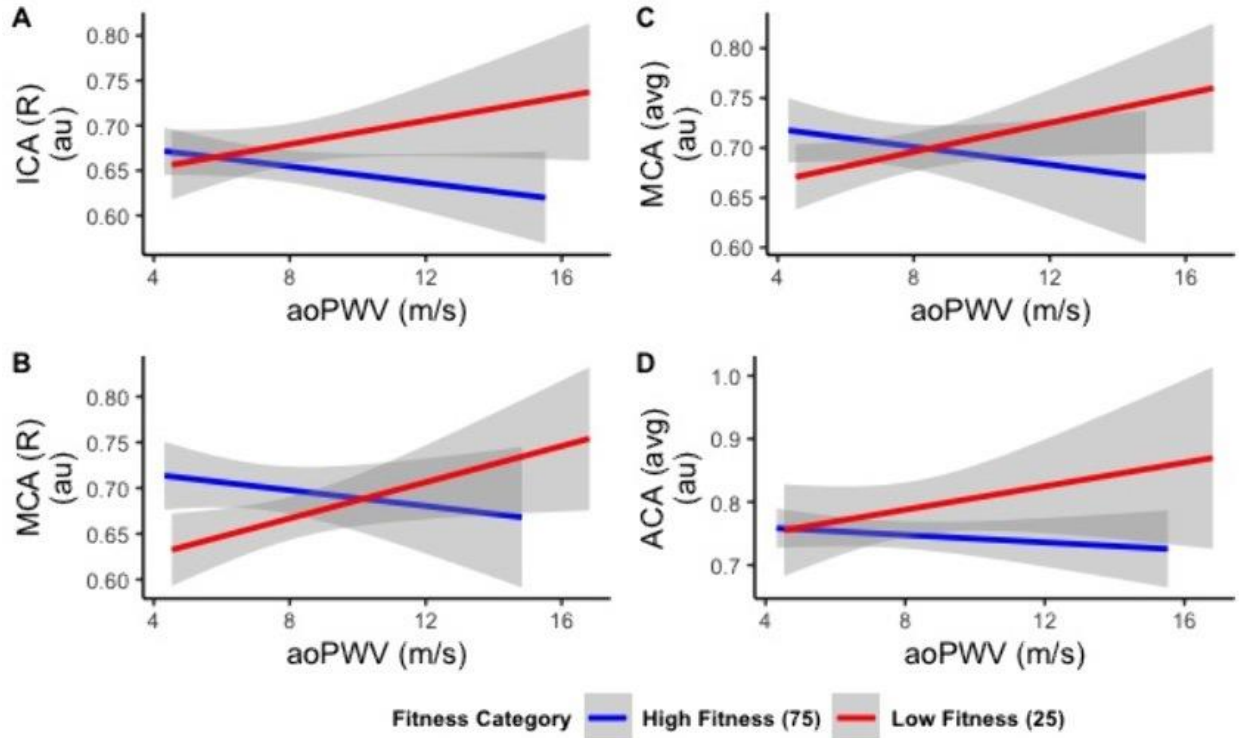 A
0.80
0.75
0.70
0.65
0.60
ICA (R)
(au)
4 8 12 16
aoPWV (m/s)
C
0.80
0.75
0.70
0.65
0.60
MCA (avg)
(au)
4 8 12 16
aoPWV (m/s)
B
0.80
0.75
0.70
0.65
0.60
MCA (R)
(au)
4 8 12 16
aoPWV (m/s)
D
1.0
0.9
0.8
0.7
ACA (avg)
(au)
4 8 12 16
aoPWV (m/s)
Fitness Category High Fitness (75) Low Fitness (25)